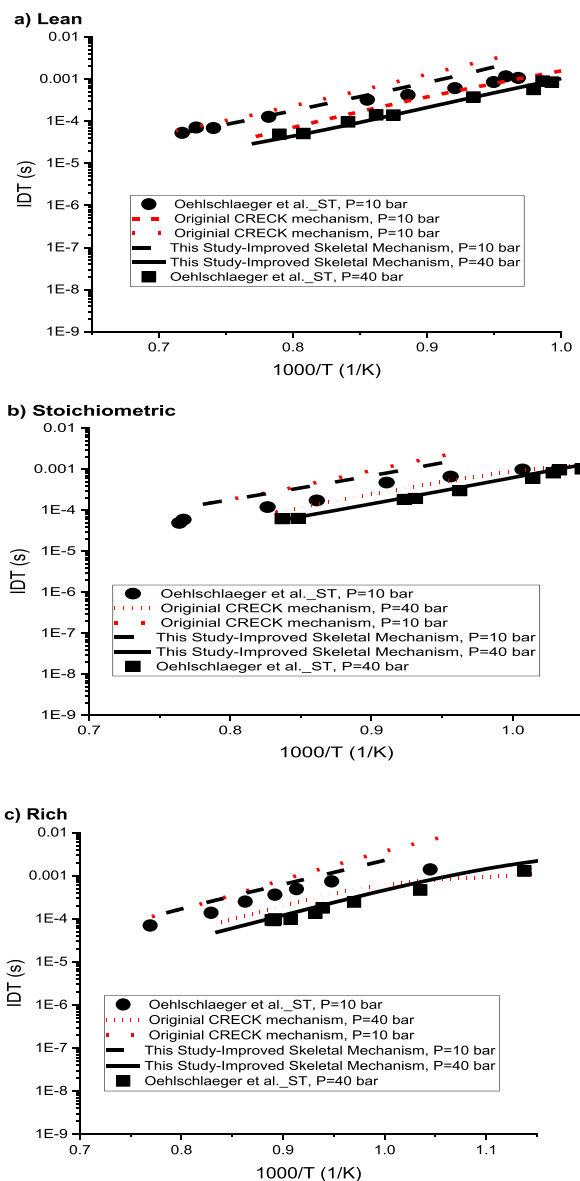 a) Lean
0.01
0.001
1E-4
1E-5
1E-6
1E-7
1E-8
1E-9
IDT (s)
Oehlschlaeger et al._ST, P=10 bar
Originial CRECK mechanism, P=10 bar
Originial CRECK mechanism, P=10 bar
This Study-Improved Skeletal Mechanism, P=10 bar
This Study-Improved Skeletal Mechanism, P=40 bar
Oehlschlaeger et al._ST, P=40 bar
0.7 0.8 0.9 1.0
1000/T (1/K)
b) Stoichiometric
0.01
0.001
1E-4
1E-5
1E-6
1E-7
1E-8
1E-9
IDT (s)
Oehlschlaeger et al._ST, P=10 bar
Originial CRECK mechanism, P=40 bar
Originial CRECK mechanism, P=10 bar
This Study-Improved Skeletal Mechanism, P=10 bar
This Study-Improved Skeletal Mechanism, P=40 bar
Oehlschlaeger et al._ST, P=40 bar
0.7 0.8 0.9 1.0
1000/T (1/K)
c) Rich
0.01
0.001
1E-4
1E-5
1E-6
1E-7
1E-8
1E-9
IDT (s)
Oehlschlaeger et al._ST, P=10 bar
Originial CRECK mechanism, P=40 bar
Originial CRECK mechanism, P=10 bar
This Study-Improved Skeletal Mechanism, P=10 bar
This Study-Improved Skeletal Mechanism, P=40 bar
Oehlschlaeger et al._ST, P=40 bar
0.7 0.8 0.9 1.0 1.1
1000/T (1/K)